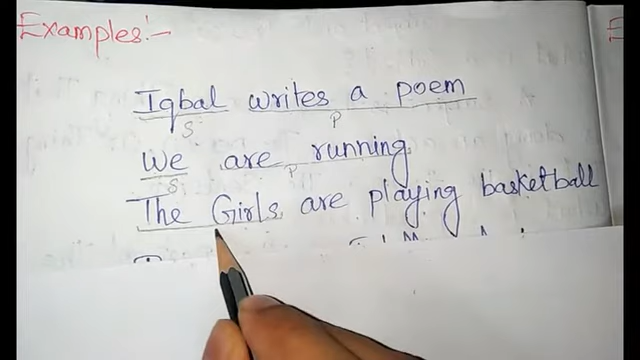 Examples:-
Iqbal writes a poem
S P
We are running
S P
The Girls are playing basketball